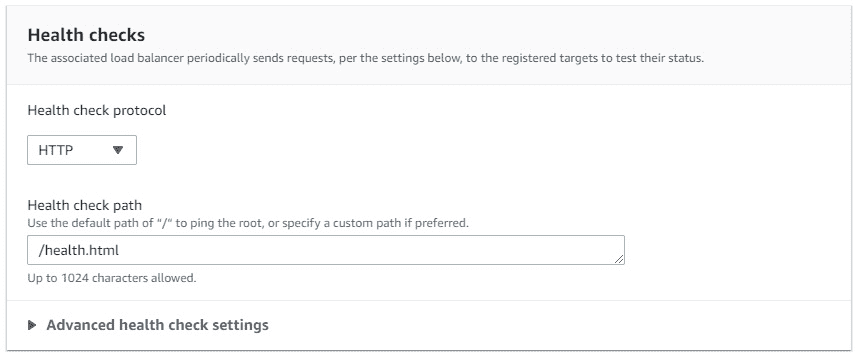 Health checks
The associated load balancer periodically sends requests, per the settings below, to the registered targets to test their status.
Health check protocol
HTTP
Health check path
Use the default path of "/" to ping the root, or specify a custom path if preferred.
/health.html
Up to 1024 characters allowed.
Advanced health check settings